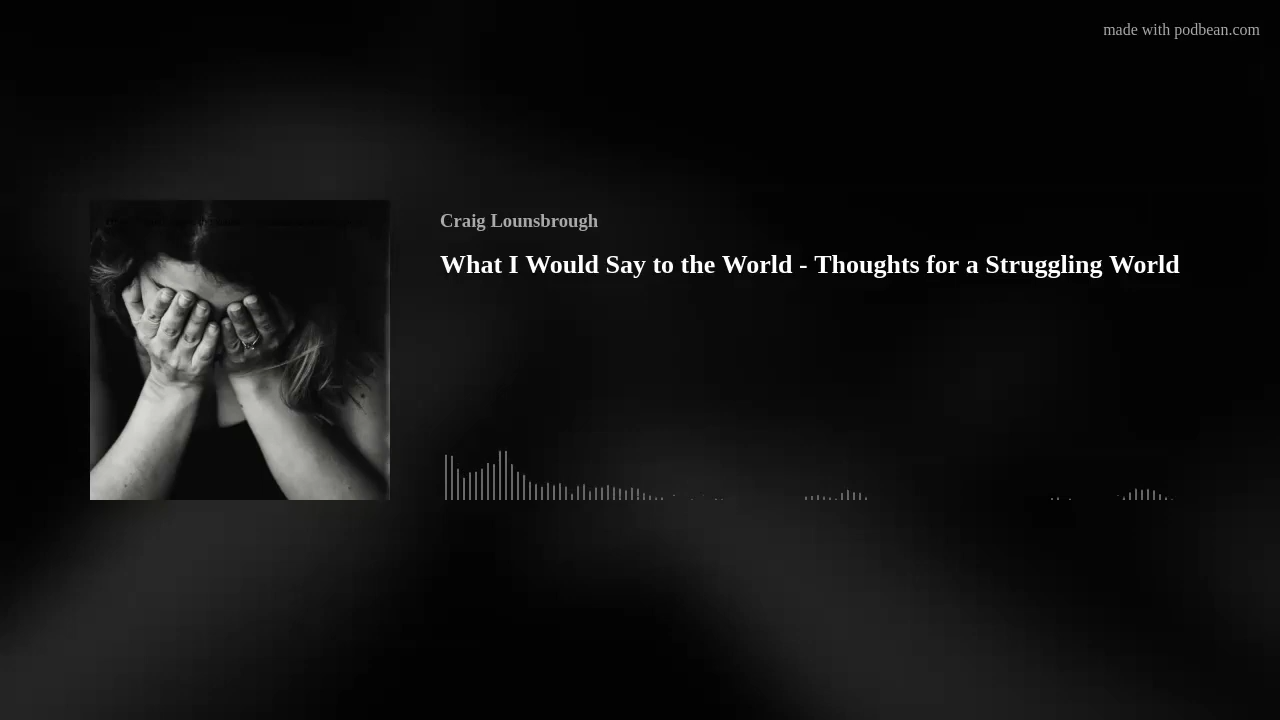 made with podbean.com
Craig Lounsbrough
What I Would Say to the World - Thoughts for a Struggling World